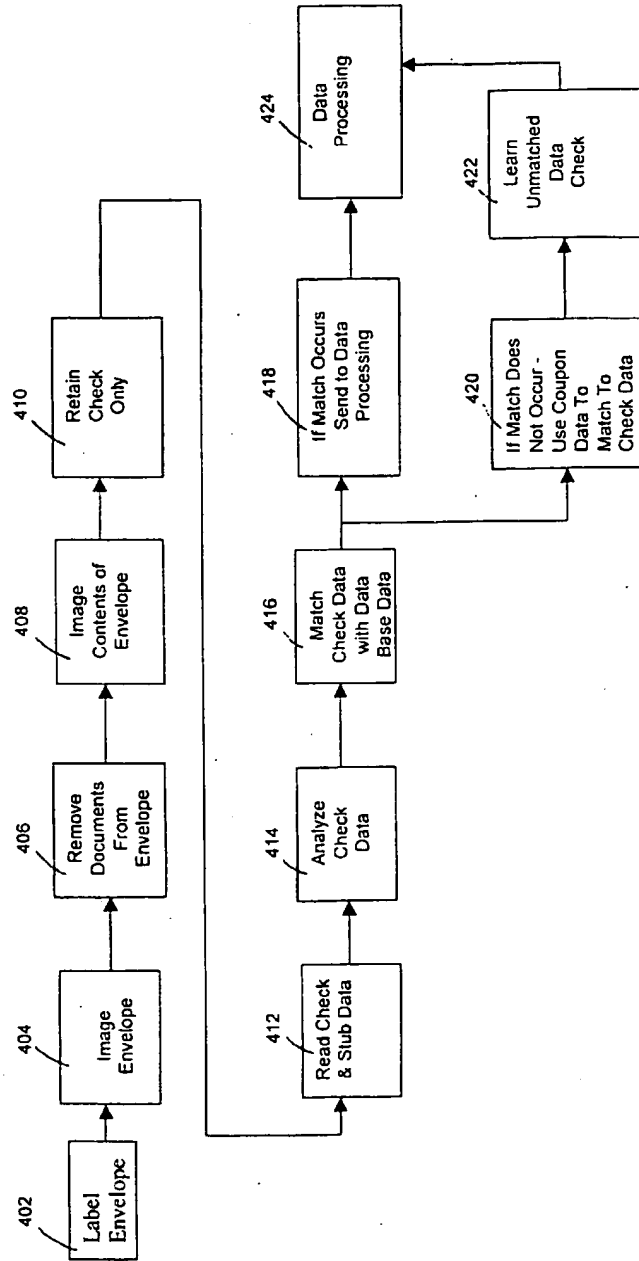 402
Label
Envelope
404
Image
Envelope
406
Remove
Documents
From
Envelope
408
Image
Contents of
Envelope
410
Retain
Check
Only
412
Read Check
& Stub Data
414
Analyze
Check
Data
416
Match
Check Data
with Data
Base Data
418
If Match Occurs
Send to Data
Processing
420
If Match Does
Not Occur -
Use Coupon
Data To
Match To
Check Data
422
Learn
Unmatched
Data
Check
424
Data
Processing